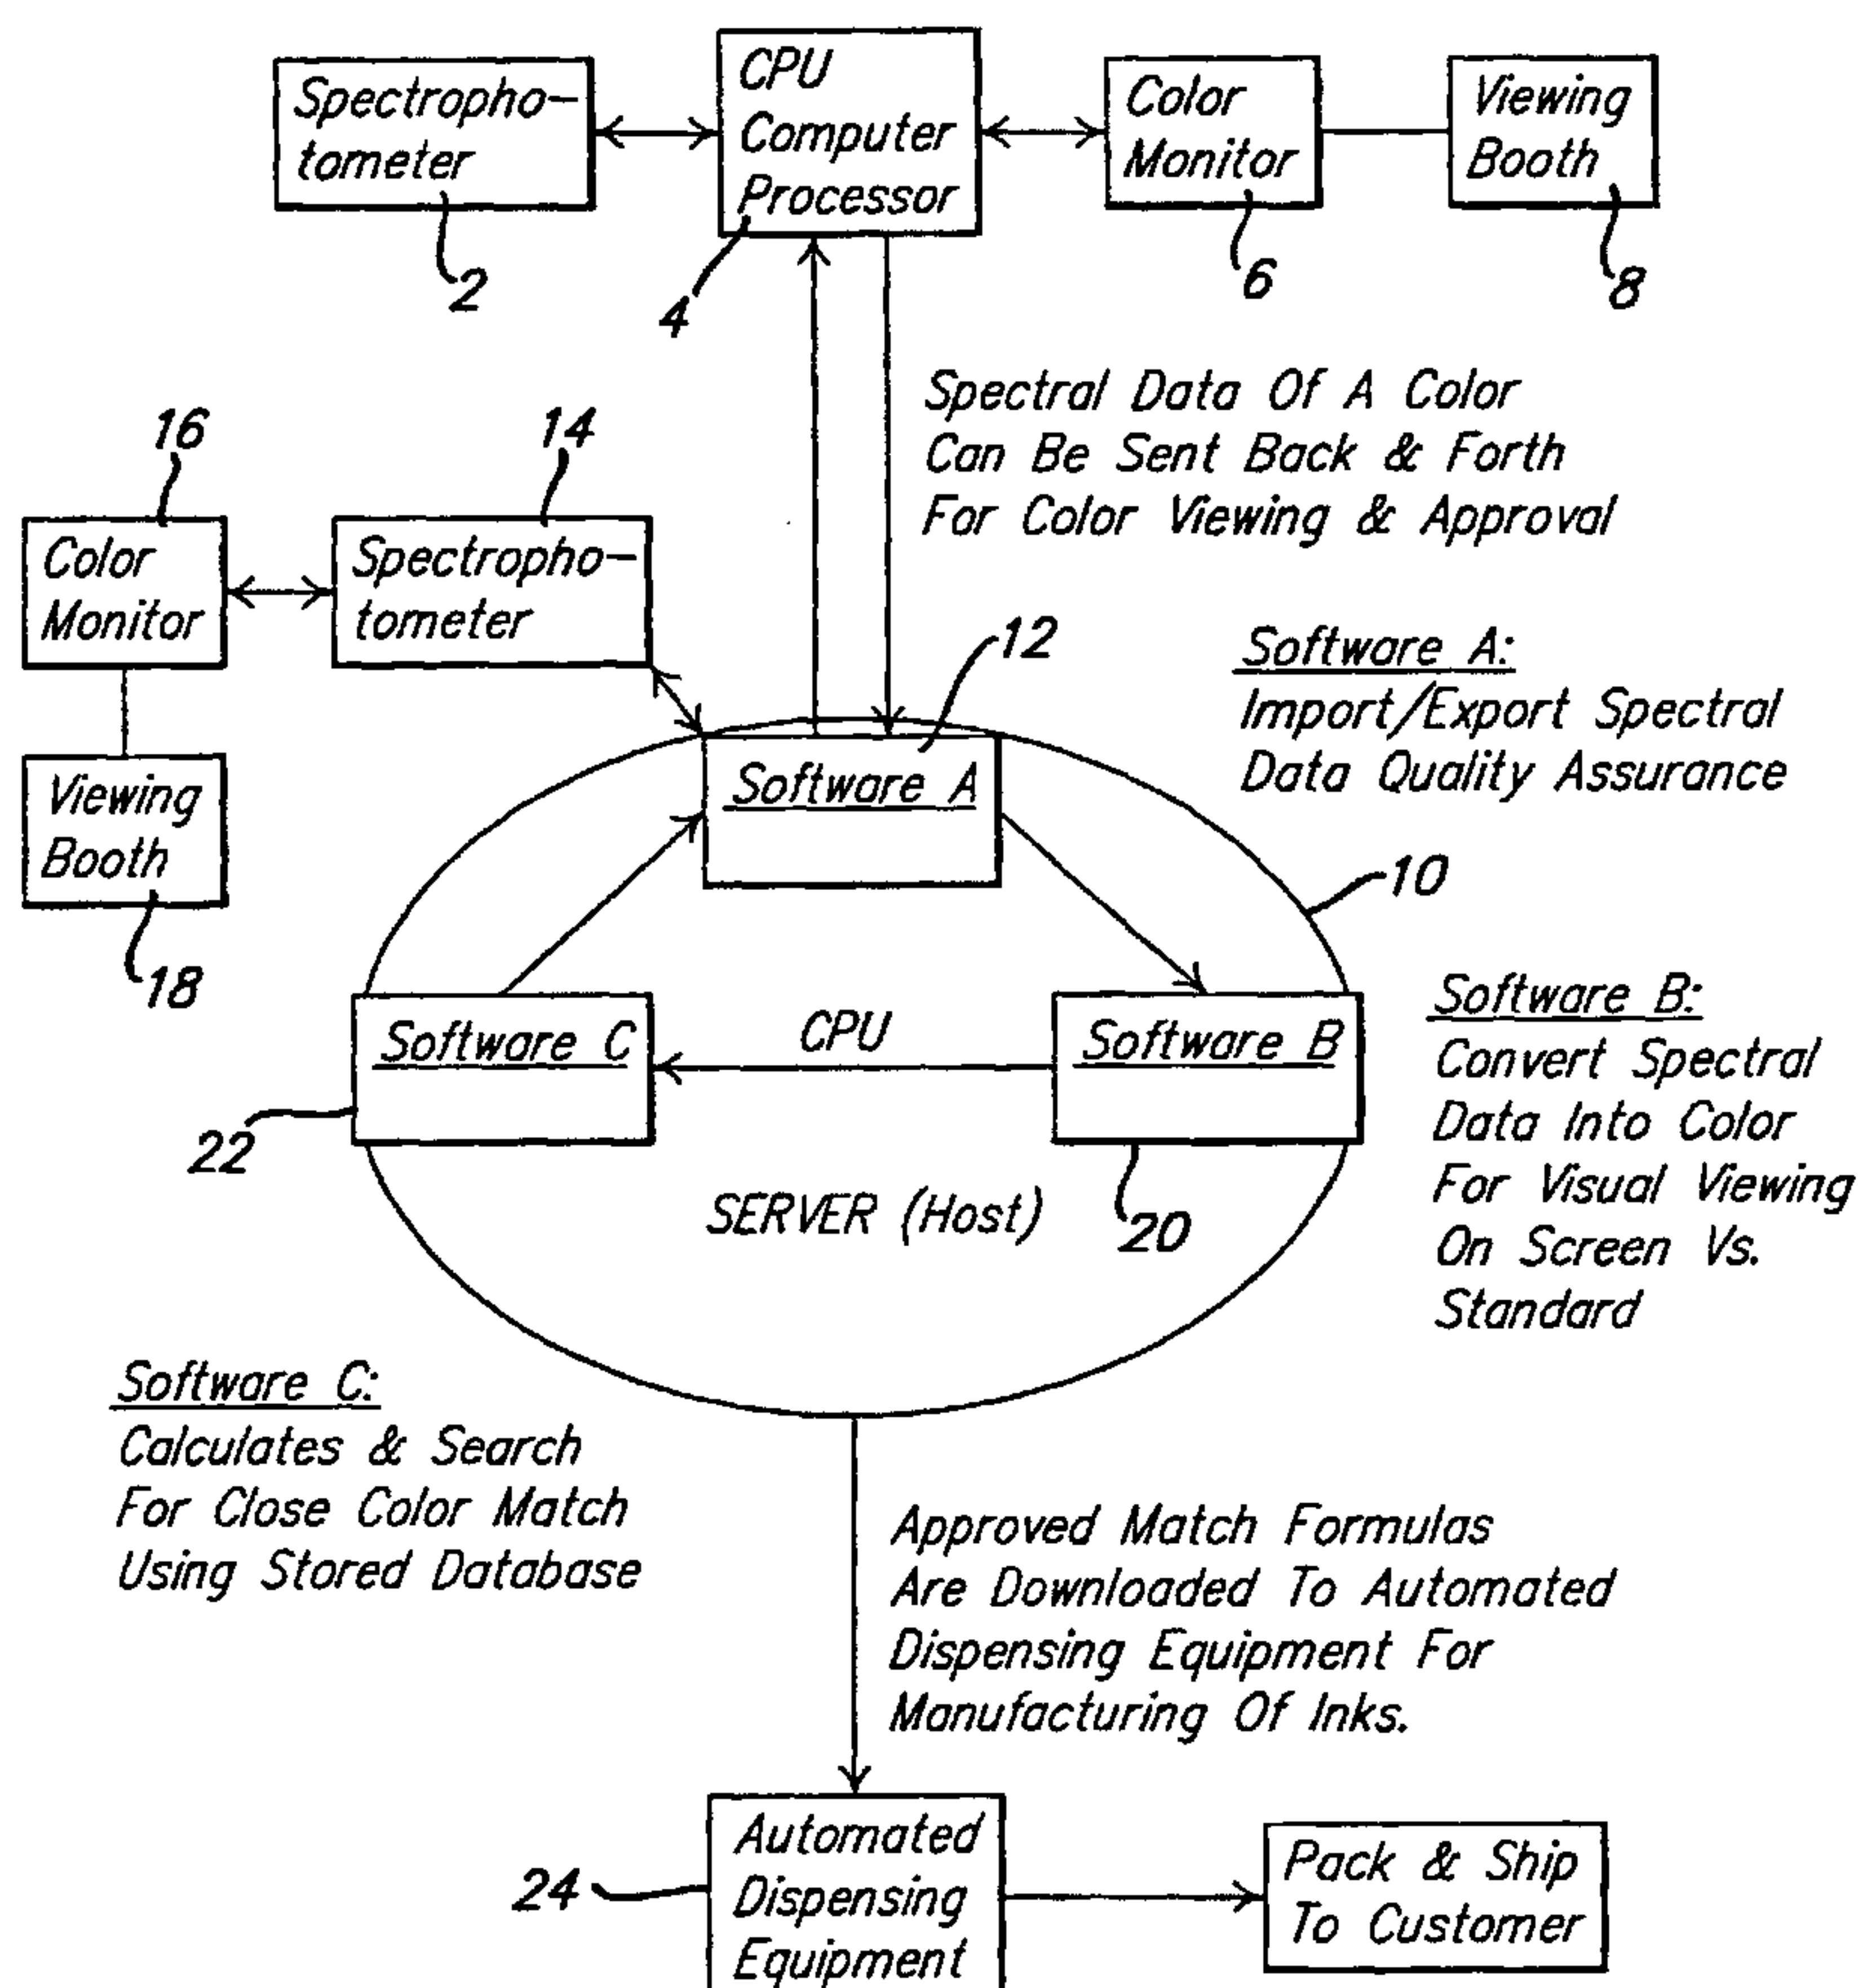 Spectropho-
tometer
2
CPU
Computer
Processor
4
Color
Monitor
6
Viewing
Booth
8
Spectral Data Of A Color
Can Be Sent Back & Forth
For Color Viewing & Approval
16
Color
Monitor
14
Spectropho-
tometer
Viewing
Booth
18
12
Software A
Software A:
Import/Export Spectral
Data Quality Assurance
10
Software C
22
CPU
Software B
20
SERVER (Host)
Software B:
Convert Spectral
Data Into Color
For Visual Viewing
On Screen Vs.
Standard
Software C:
Calculates & Search
For Close Color Match
Using Stored Database
Approved Match Formulas
Are Downloaded To Automated
Dispensing Equipment For
Manufacturing Of Inks.
24
Automated
Dispensing
Equipment
Pack & Ship
To Customer